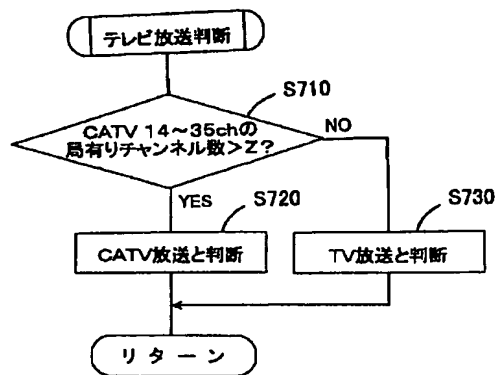 テレビ放送判断
S710
CATV 14～35chの
局有りチャンネル数>Z?
NO
YES
S720
S730
CATV放送と判断
TV放送と判断
リターン